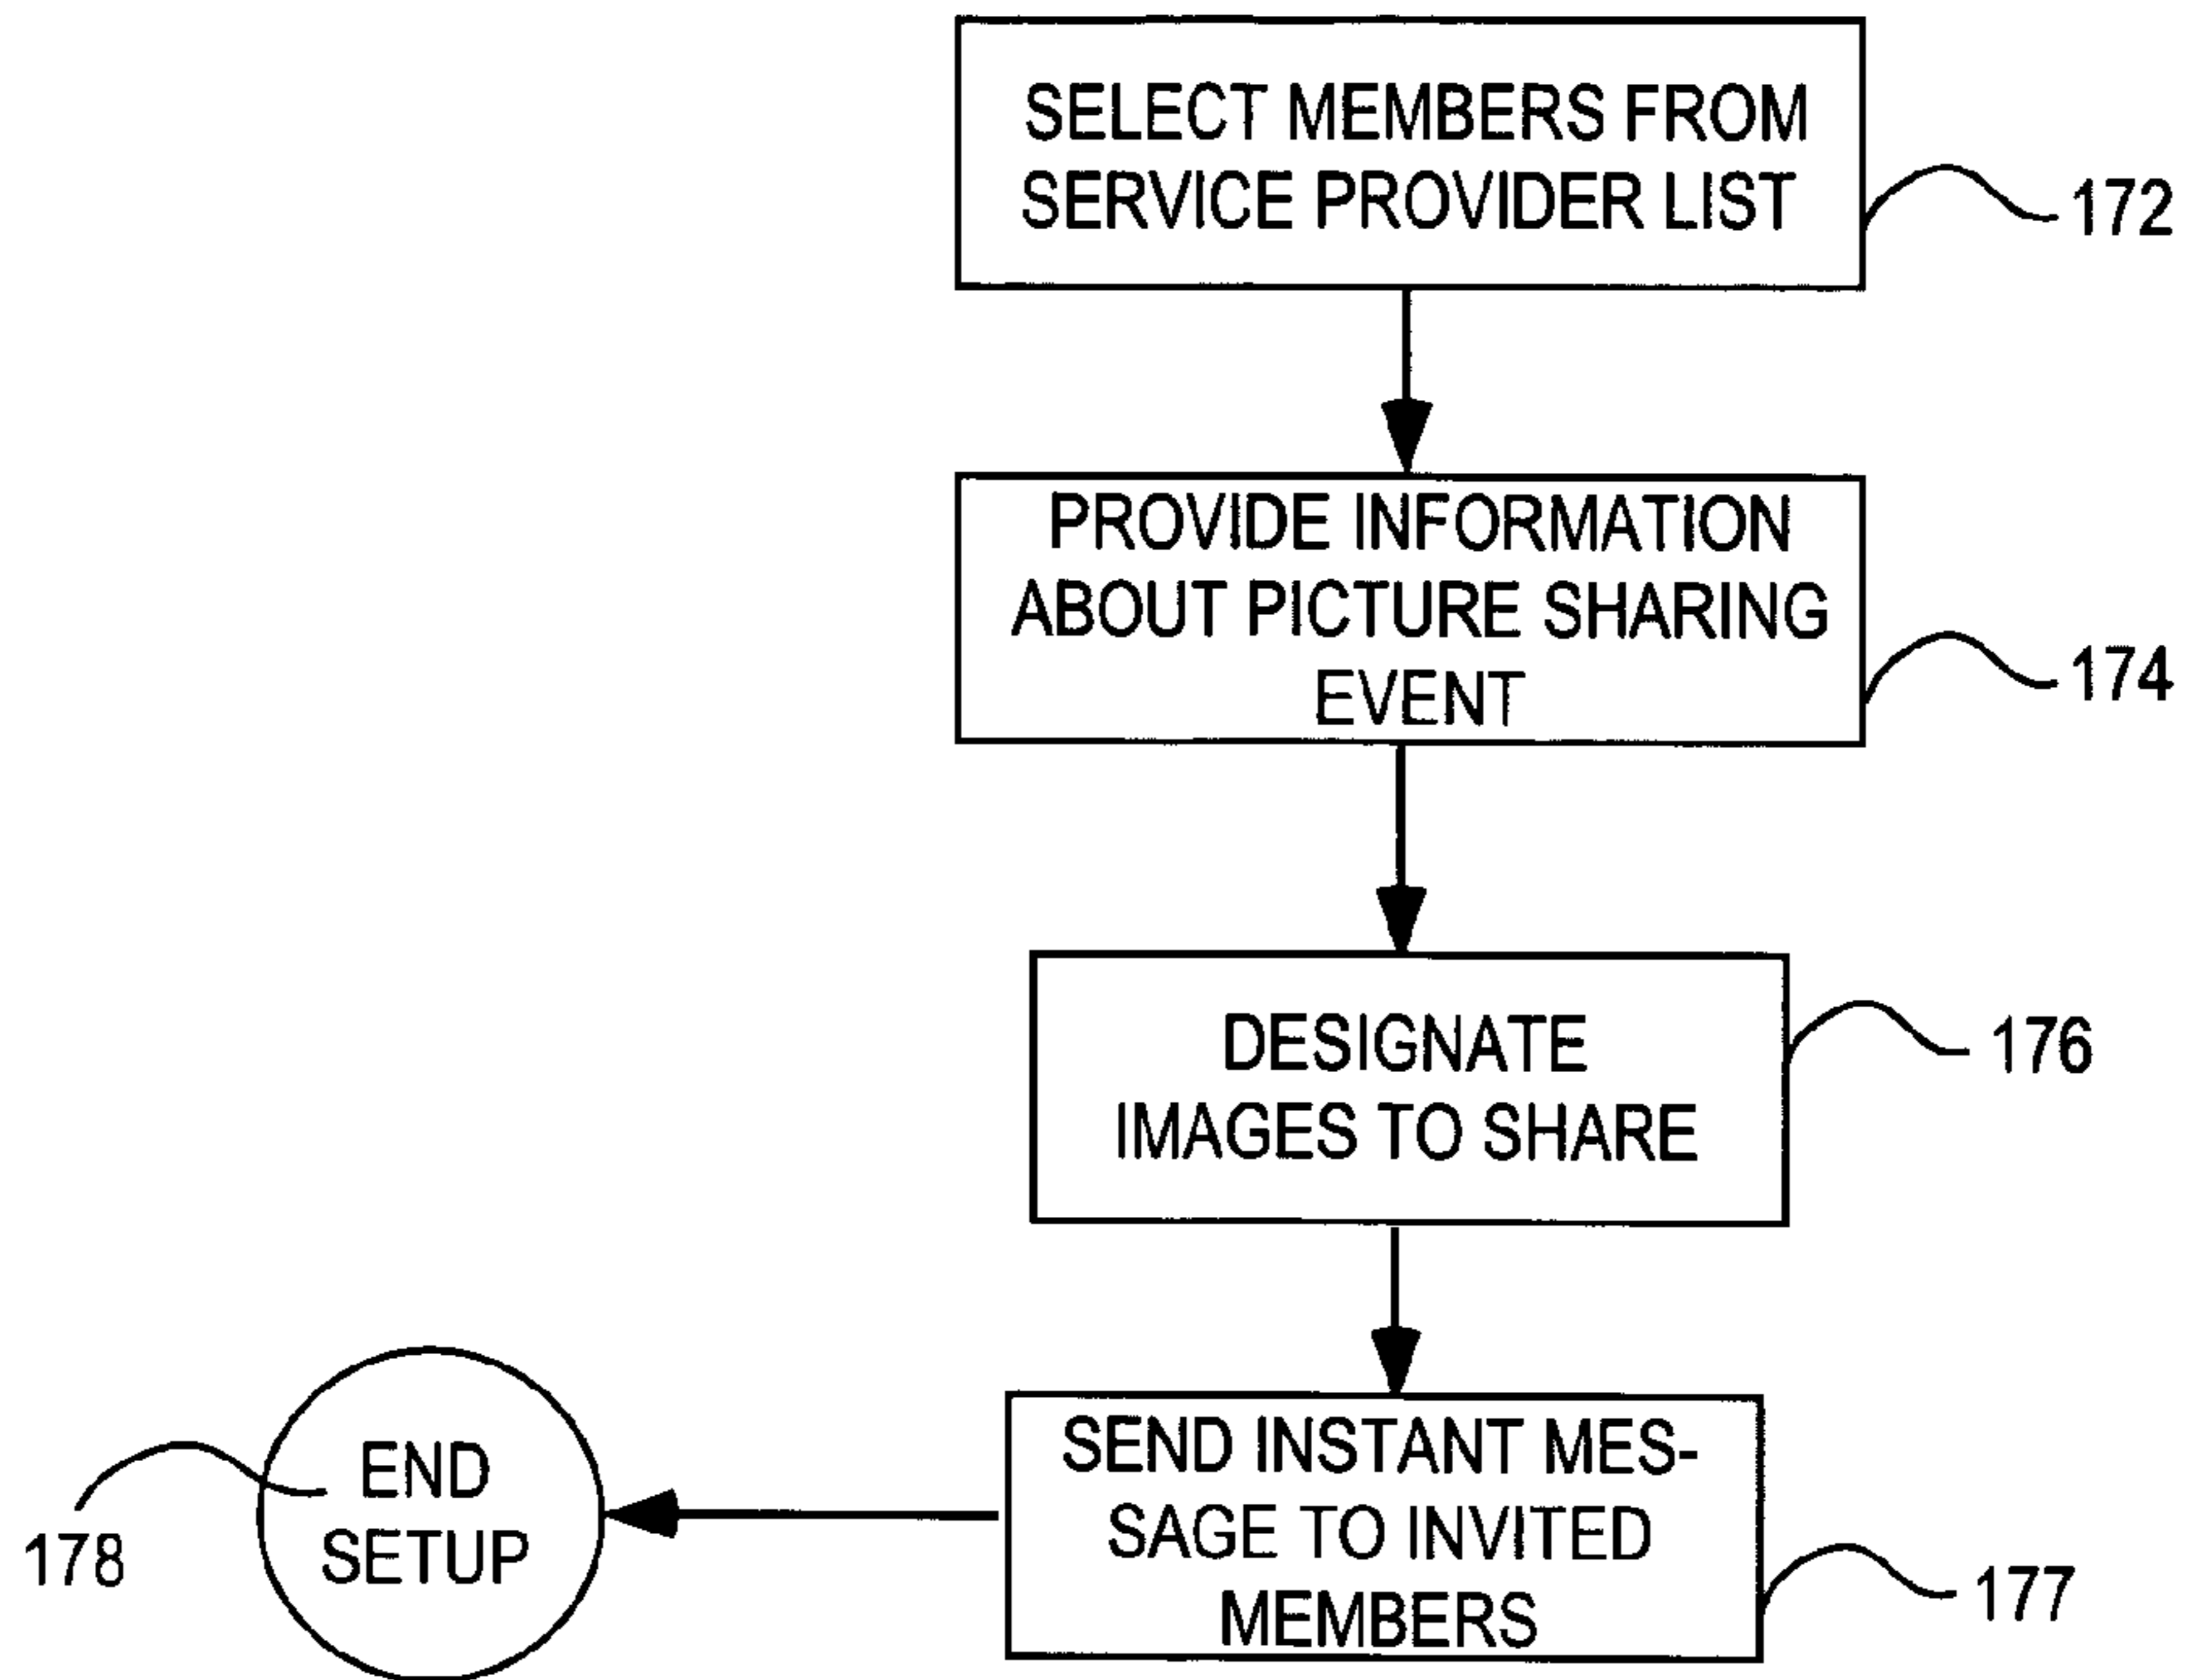 SELECT MEMBERS FROM
SERVICE PROVIDER LIST
172
PROVIDE INFORMATION
ABOUT PICTURE SHARING
EVENT
174
DESIGNATE
IMAGES TO SHARE
176
SEND INSTANT MES-
SAGE TO INVITED
MEMBERS
177
END
SETUP
178